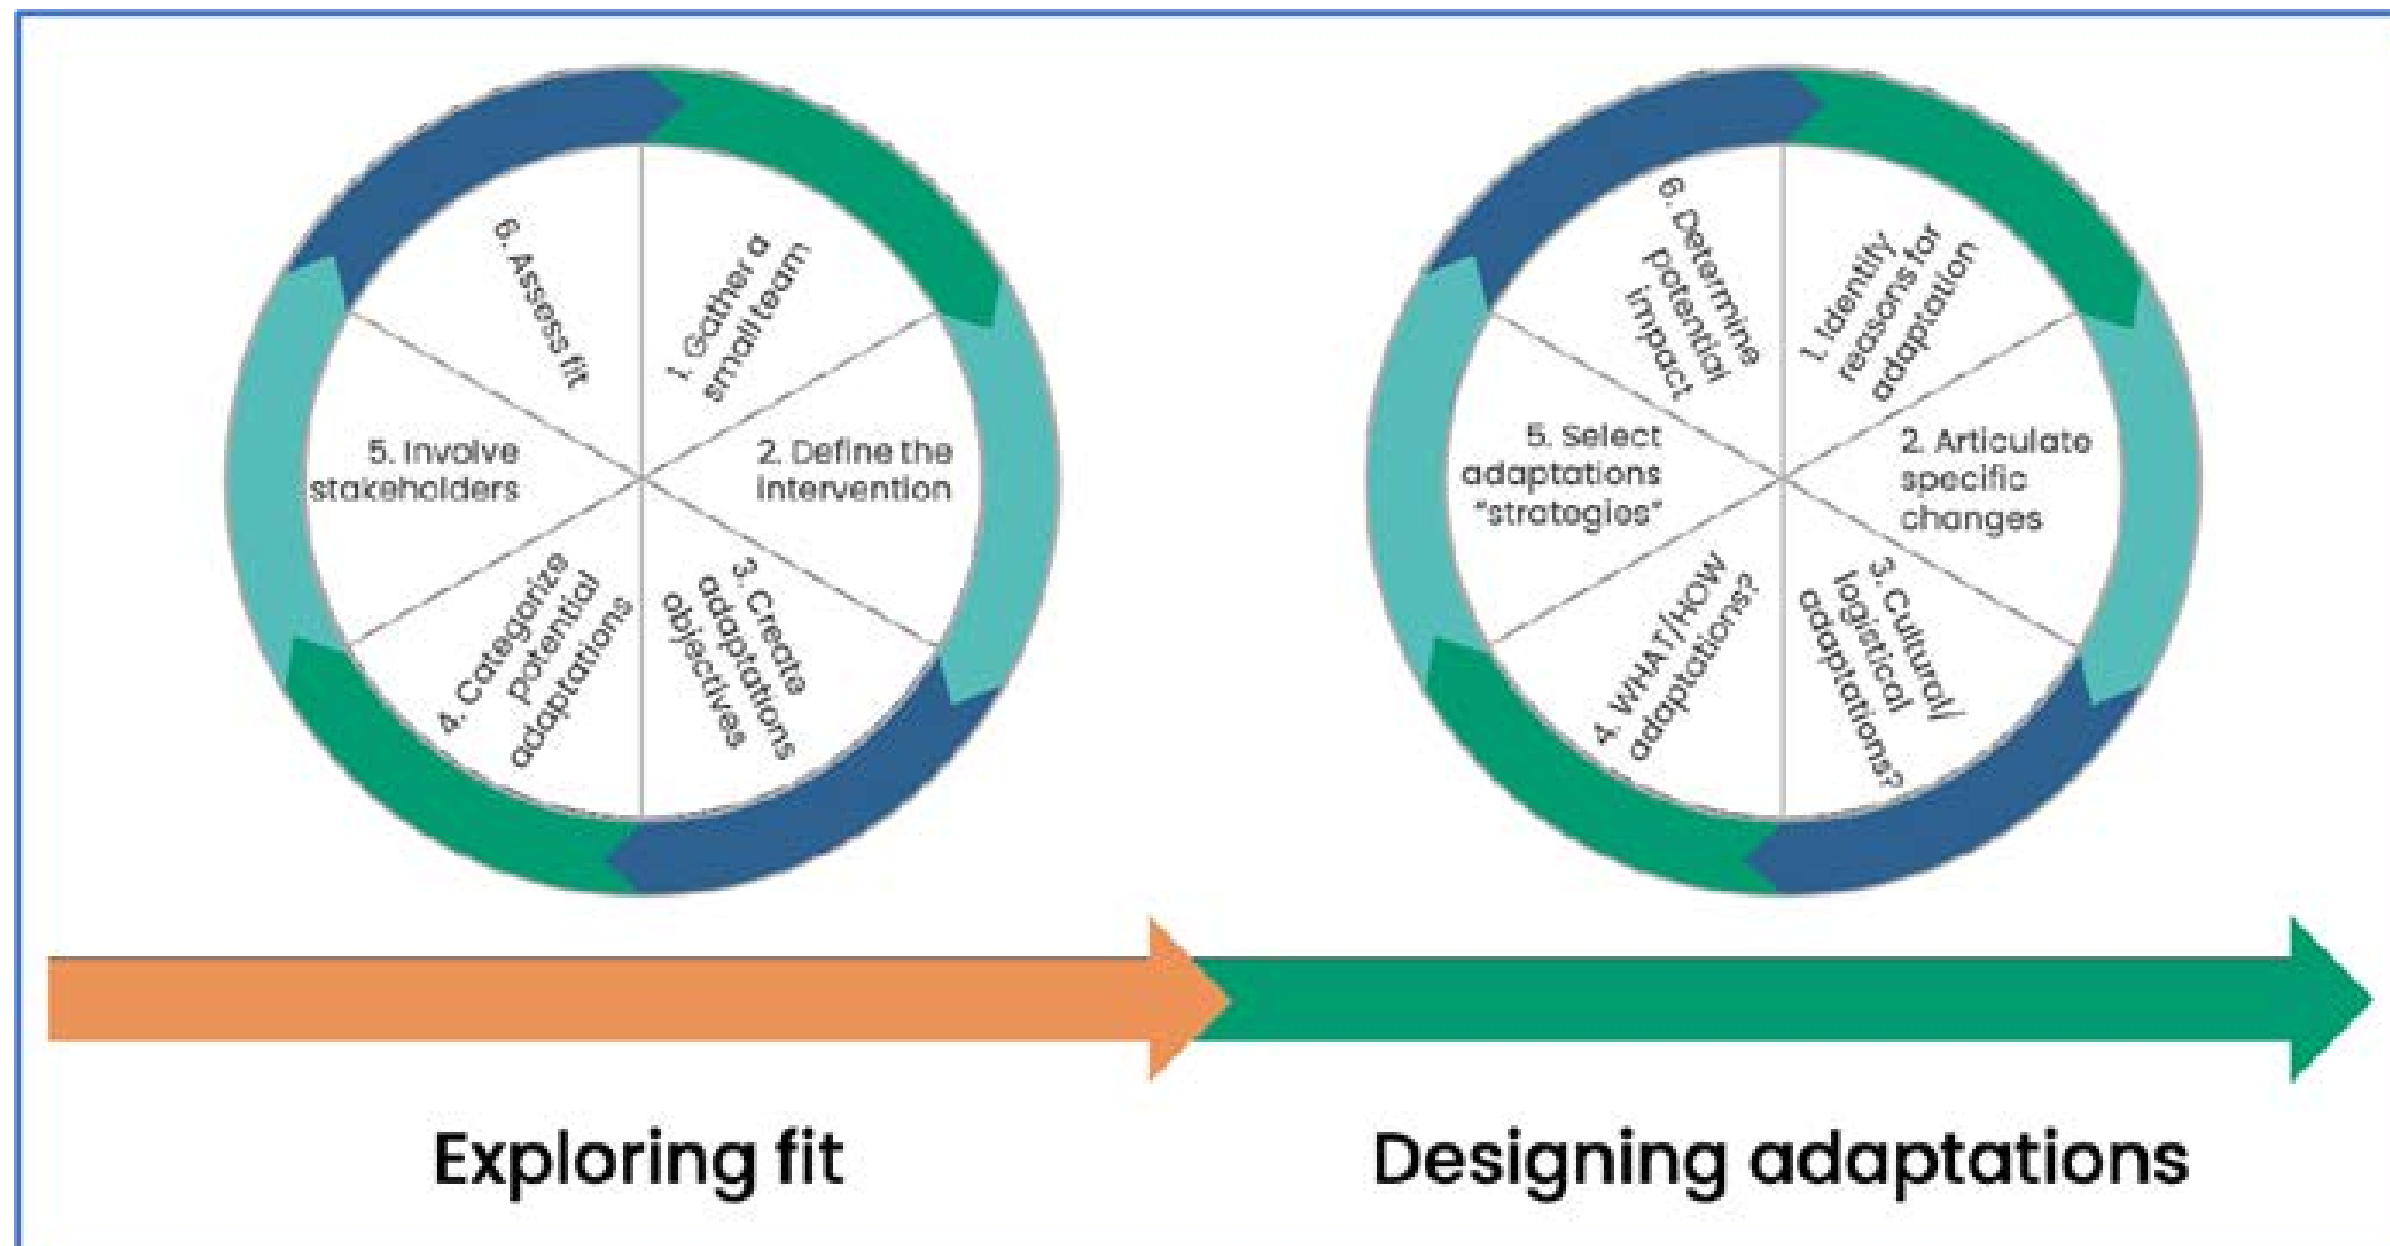 1. Gather a
small team
2. Define the
intervention
3. Create
adaptations
objectives
4. Categorize
potential
adaptations
5. Involve
stakeholders
6. Assess fit
1. Identify
reasons for
adaptation
2. Articulate
specific
changes
3. Cutural/
logistical
adaptations?
4. WHAT/HOW
adaptations?
5. Select
adaptations
“strategies”
6. Determine
potential
impact
Exploring fit
Designing adaptations